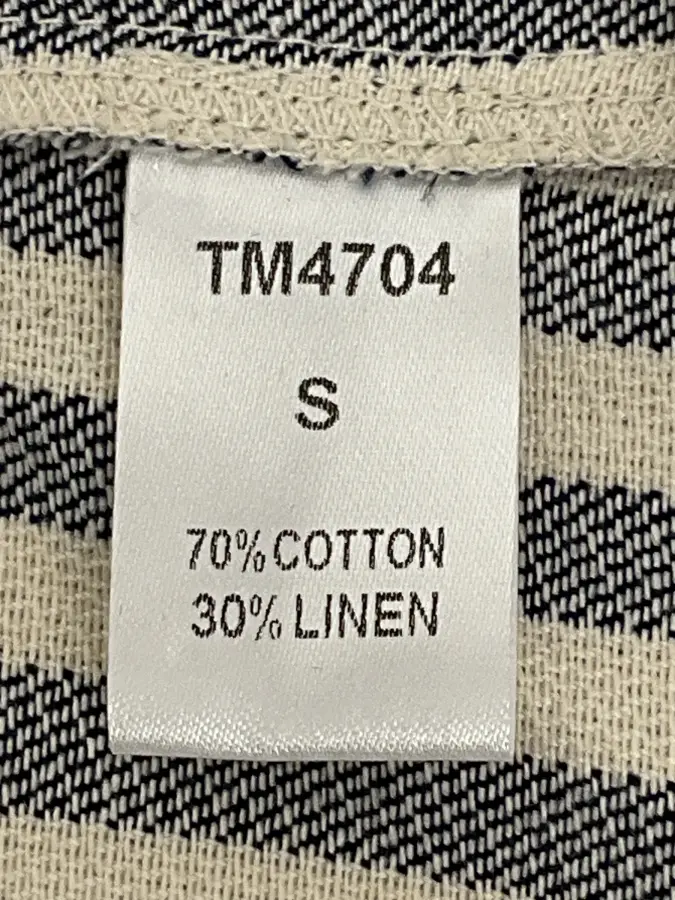 TM4704
S
70% COTTON
30% LINEN